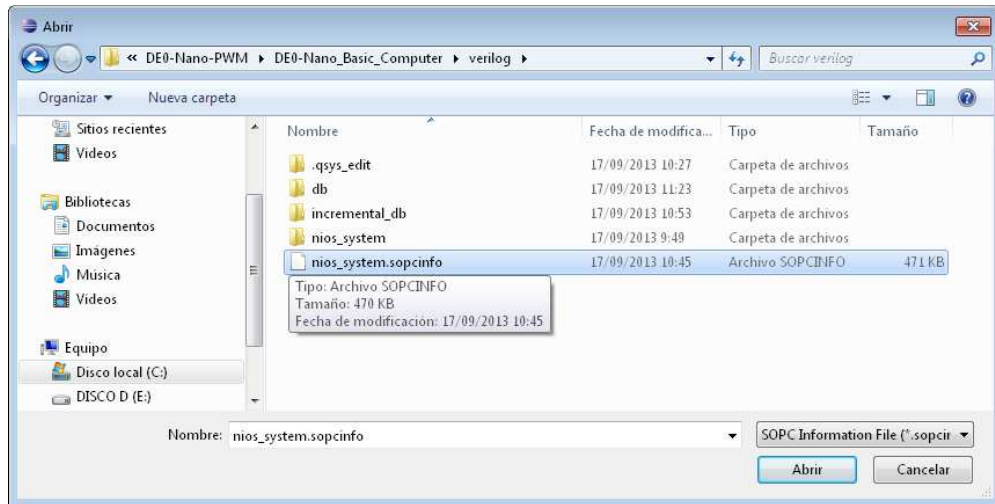 Abrir
« DE0-Nano-PWM DE0-Nano_Basic_Computer verilog Buscar verilog
Organizar Nueva carpeta
Nombre Fecha de modifica... Tipo Tamaño
Sitios recientes
Vídeos
Bibliotecas
Documentos
Imágenes
Música
Vídeos
Equipo
Disco local (C:)
DISCO D (E:)
.qsys_edit 17/09/2013 10:27 Carpeta de archivos
db 17/09/2013 11:23 Carpeta de archivos
incremental_db 17/09/2013 10:53 Carpeta de archivos
nios_system 17/09/2013 9:49 Carpeta de archivos
nios_system.sopcinfo 17/09/2013 10:45 Archivo SOPCINFO 471 KB
Tipo: Archivo SOPCINFO
Tamaño: 470 KB
Fecha de modificación: 17/09/2013 10:45
Nombre: nios_system.sopcinfo SOPC Information File (*.sopcir
Abrir Cancelar